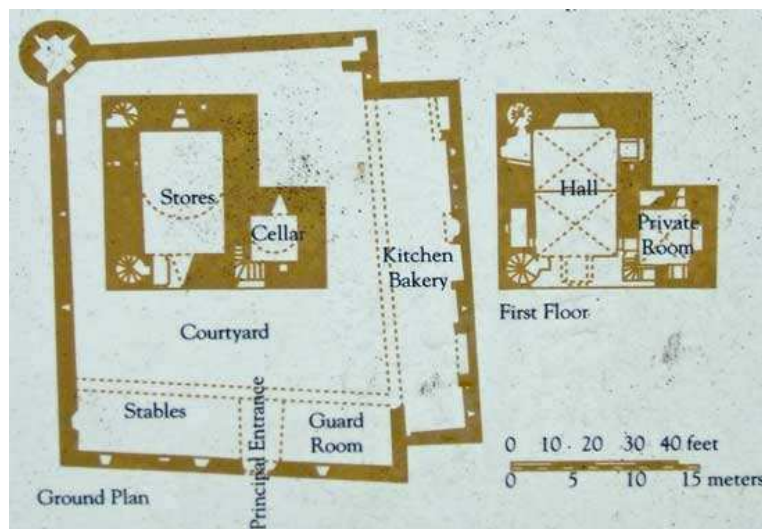 Stores
Cellar
Hall
Private
Room
Kitchen
Bakery
First Floor
Courtyard
Stables
Principal Entrance
Guard
Room
0 10 20 30 40 feet
0 5 10 15 meters
Ground Plan